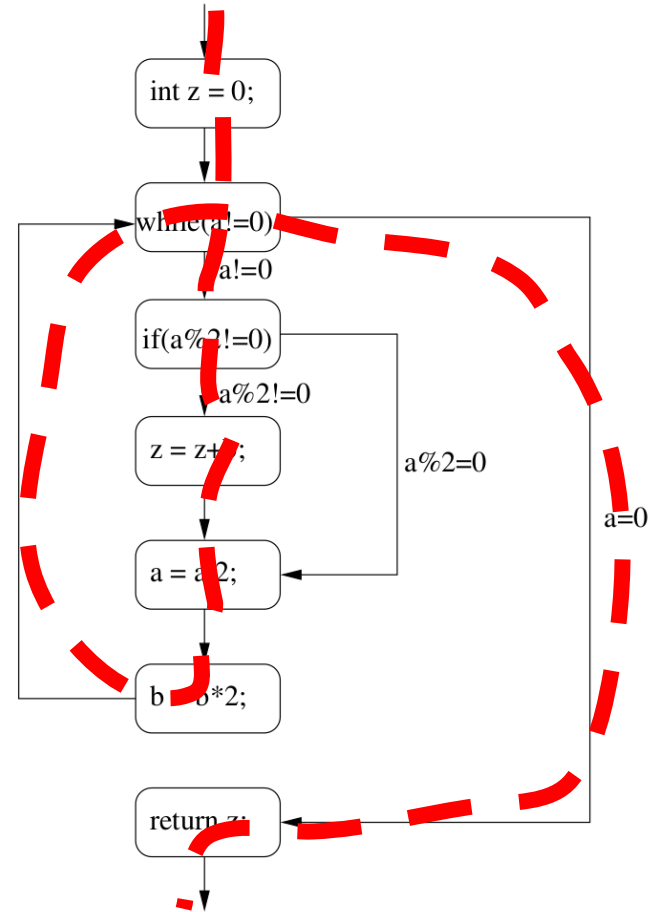 int z = 0;
while(a!=0)
a!=0
if(a%2!=0)
a%2!=0
z = z+b;
a%2=0
a=0
a = a/2;
b = b*2;
return z;